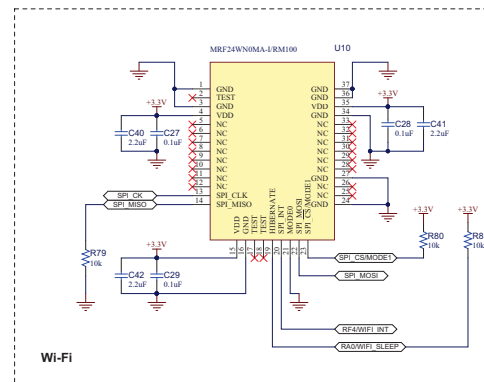 MRF24WN0MA-I/RM100 U10
1 GND GND 37
2 TEST GND 36
3 GND VDD 35
4 VDD GND 34
5 NC NC 33
6 NC NC 32
7 NC NC 31
8 NC NC 30
9 NC NC 29
10 NC NC 28
11 NC GND 27
12 NC NC 26
13 SPI_CLK NC 25
14 SPI_MISO GND 24
VDD 15
GND 16
TEST 17
TEST 18
HIBERNATE 19
SPI_INT 20
MODE0 21
SPI_MOSI 22
SPI_CS/MODE1 23
+3.3V
C40
2.2uF
+3.3V
C27
0.1uF
+3.3V
C28
0.1uF
C41
2.2uF
SPI_CK
SPI_MISO
R79
10k
+3.3V
C42
2.2uF
C29
0.1uF
+3.3V
R80
10k
+3.3V
R8
10k
SPI_CS/MODE1
SPI_MOSI
RF4/WIFI_INT
RA0/WIFI_SLEEP
Wi-Fi